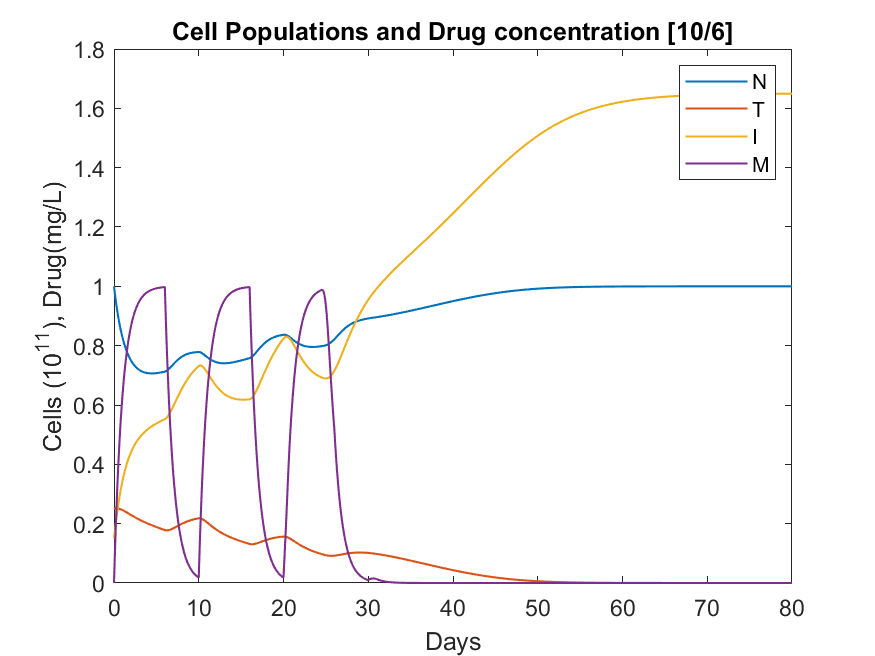 Cell Populations and Drug concentration [10/6]
1.8
1.6
1.4
1.2
1
0.8
0.6
0.4
0.2
0
Cells (10^11), Drug(mg/L)
N
T
I
M
0 10 20 30 40 50 60 70 80
Days